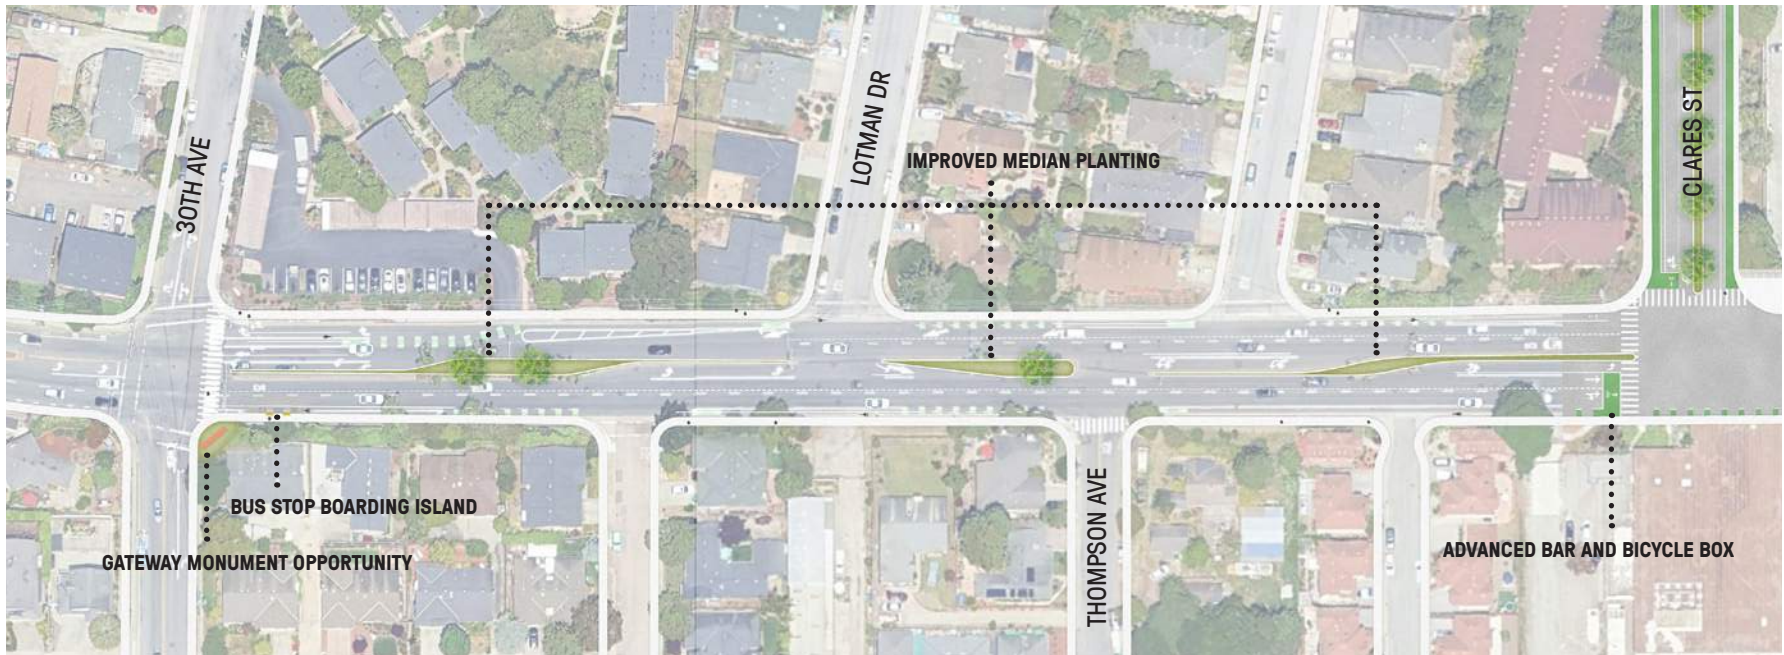 30TH AVE
LOTMAN DR
CLARES ST
IMPROVED MEDIAN PLANTING
BUS STOP BOARDING ISLAND
GATEWAY MONUMENT OPPORTUNITY
THOMPSON AVE
ADVANCED BAR AND BICYCLE BOX